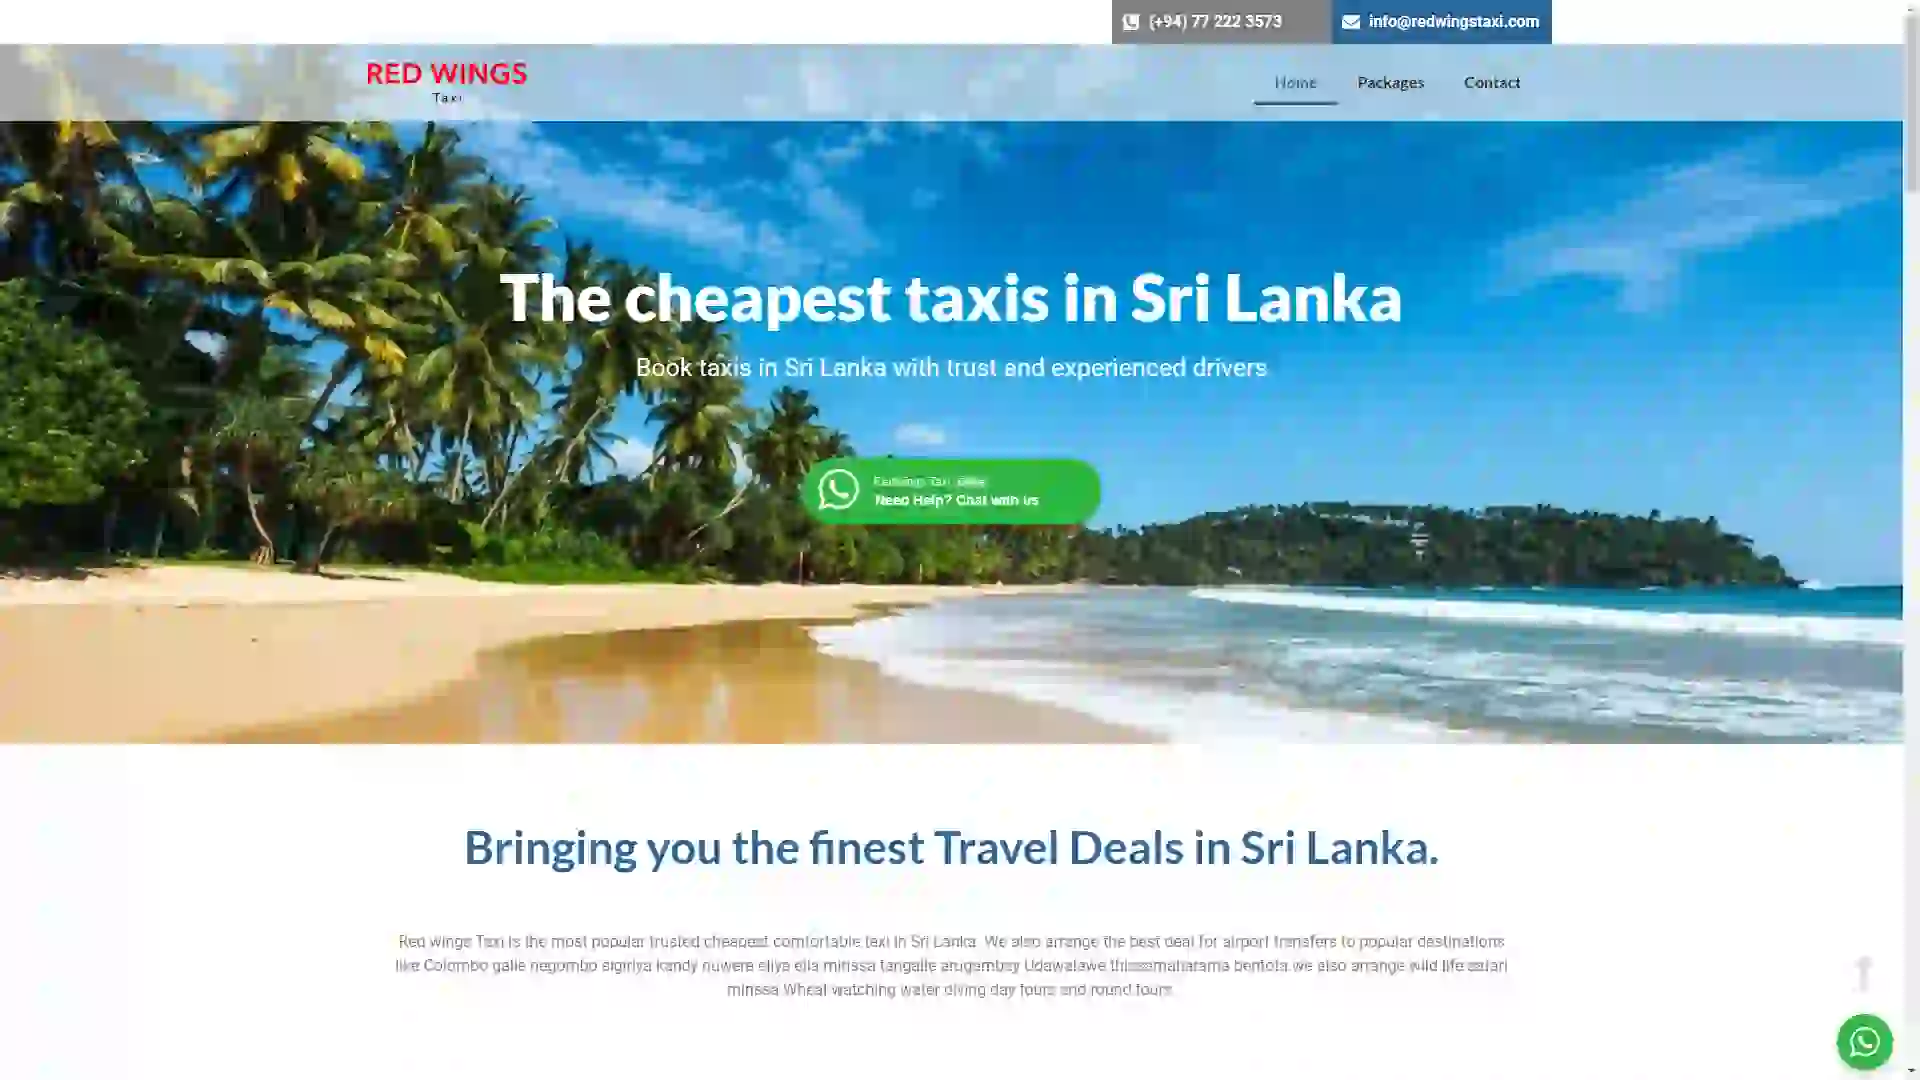 (+94) 77 222 3573
info@redwingstaxi.com
RED WINGS
Taxi
Home
Packages
Contact
The cheapest taxis in Sri Lanka
Book taxis in Sri Lanka with trust and experienced drivers
Need Help? Chat with us
Bringing you the finest Travel Deals in Sri Lanka.
Red wings Taxi is the most popular trusted cheapest comfortable taxi in Sri Lanka. We also arrange the best deal for airport transfers to popular destinations
like Colombo galle negombo sigiriya kandy nuwera eliya ella mirissa tangalle arugambay Udawalawe thissamaharama bentota.we also arrange wild life safari
mirissa Wheal watching water diving day tours and round tours